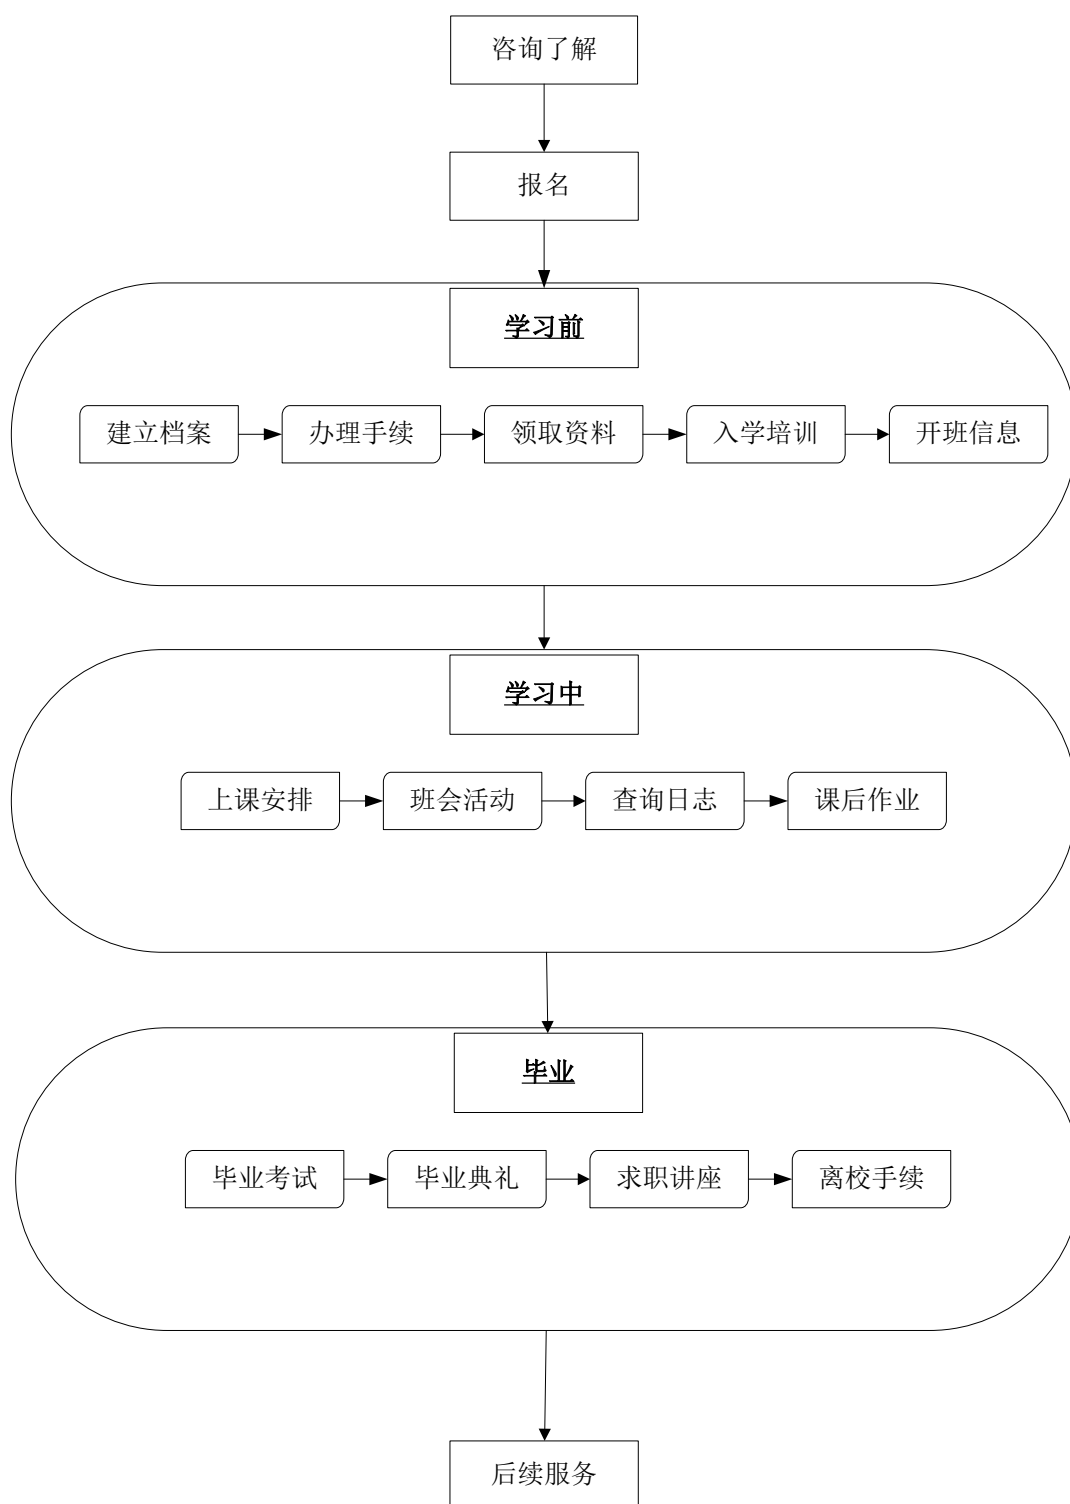 咨询了解
报名
学习前
建立档案 办理手续 领取资料 入学培训 开班信息
学习中
上课安排 班会活动 查询日志 课后作业
毕业
毕业考试 毕业典礼 求职讲座 离校手续
后续服务